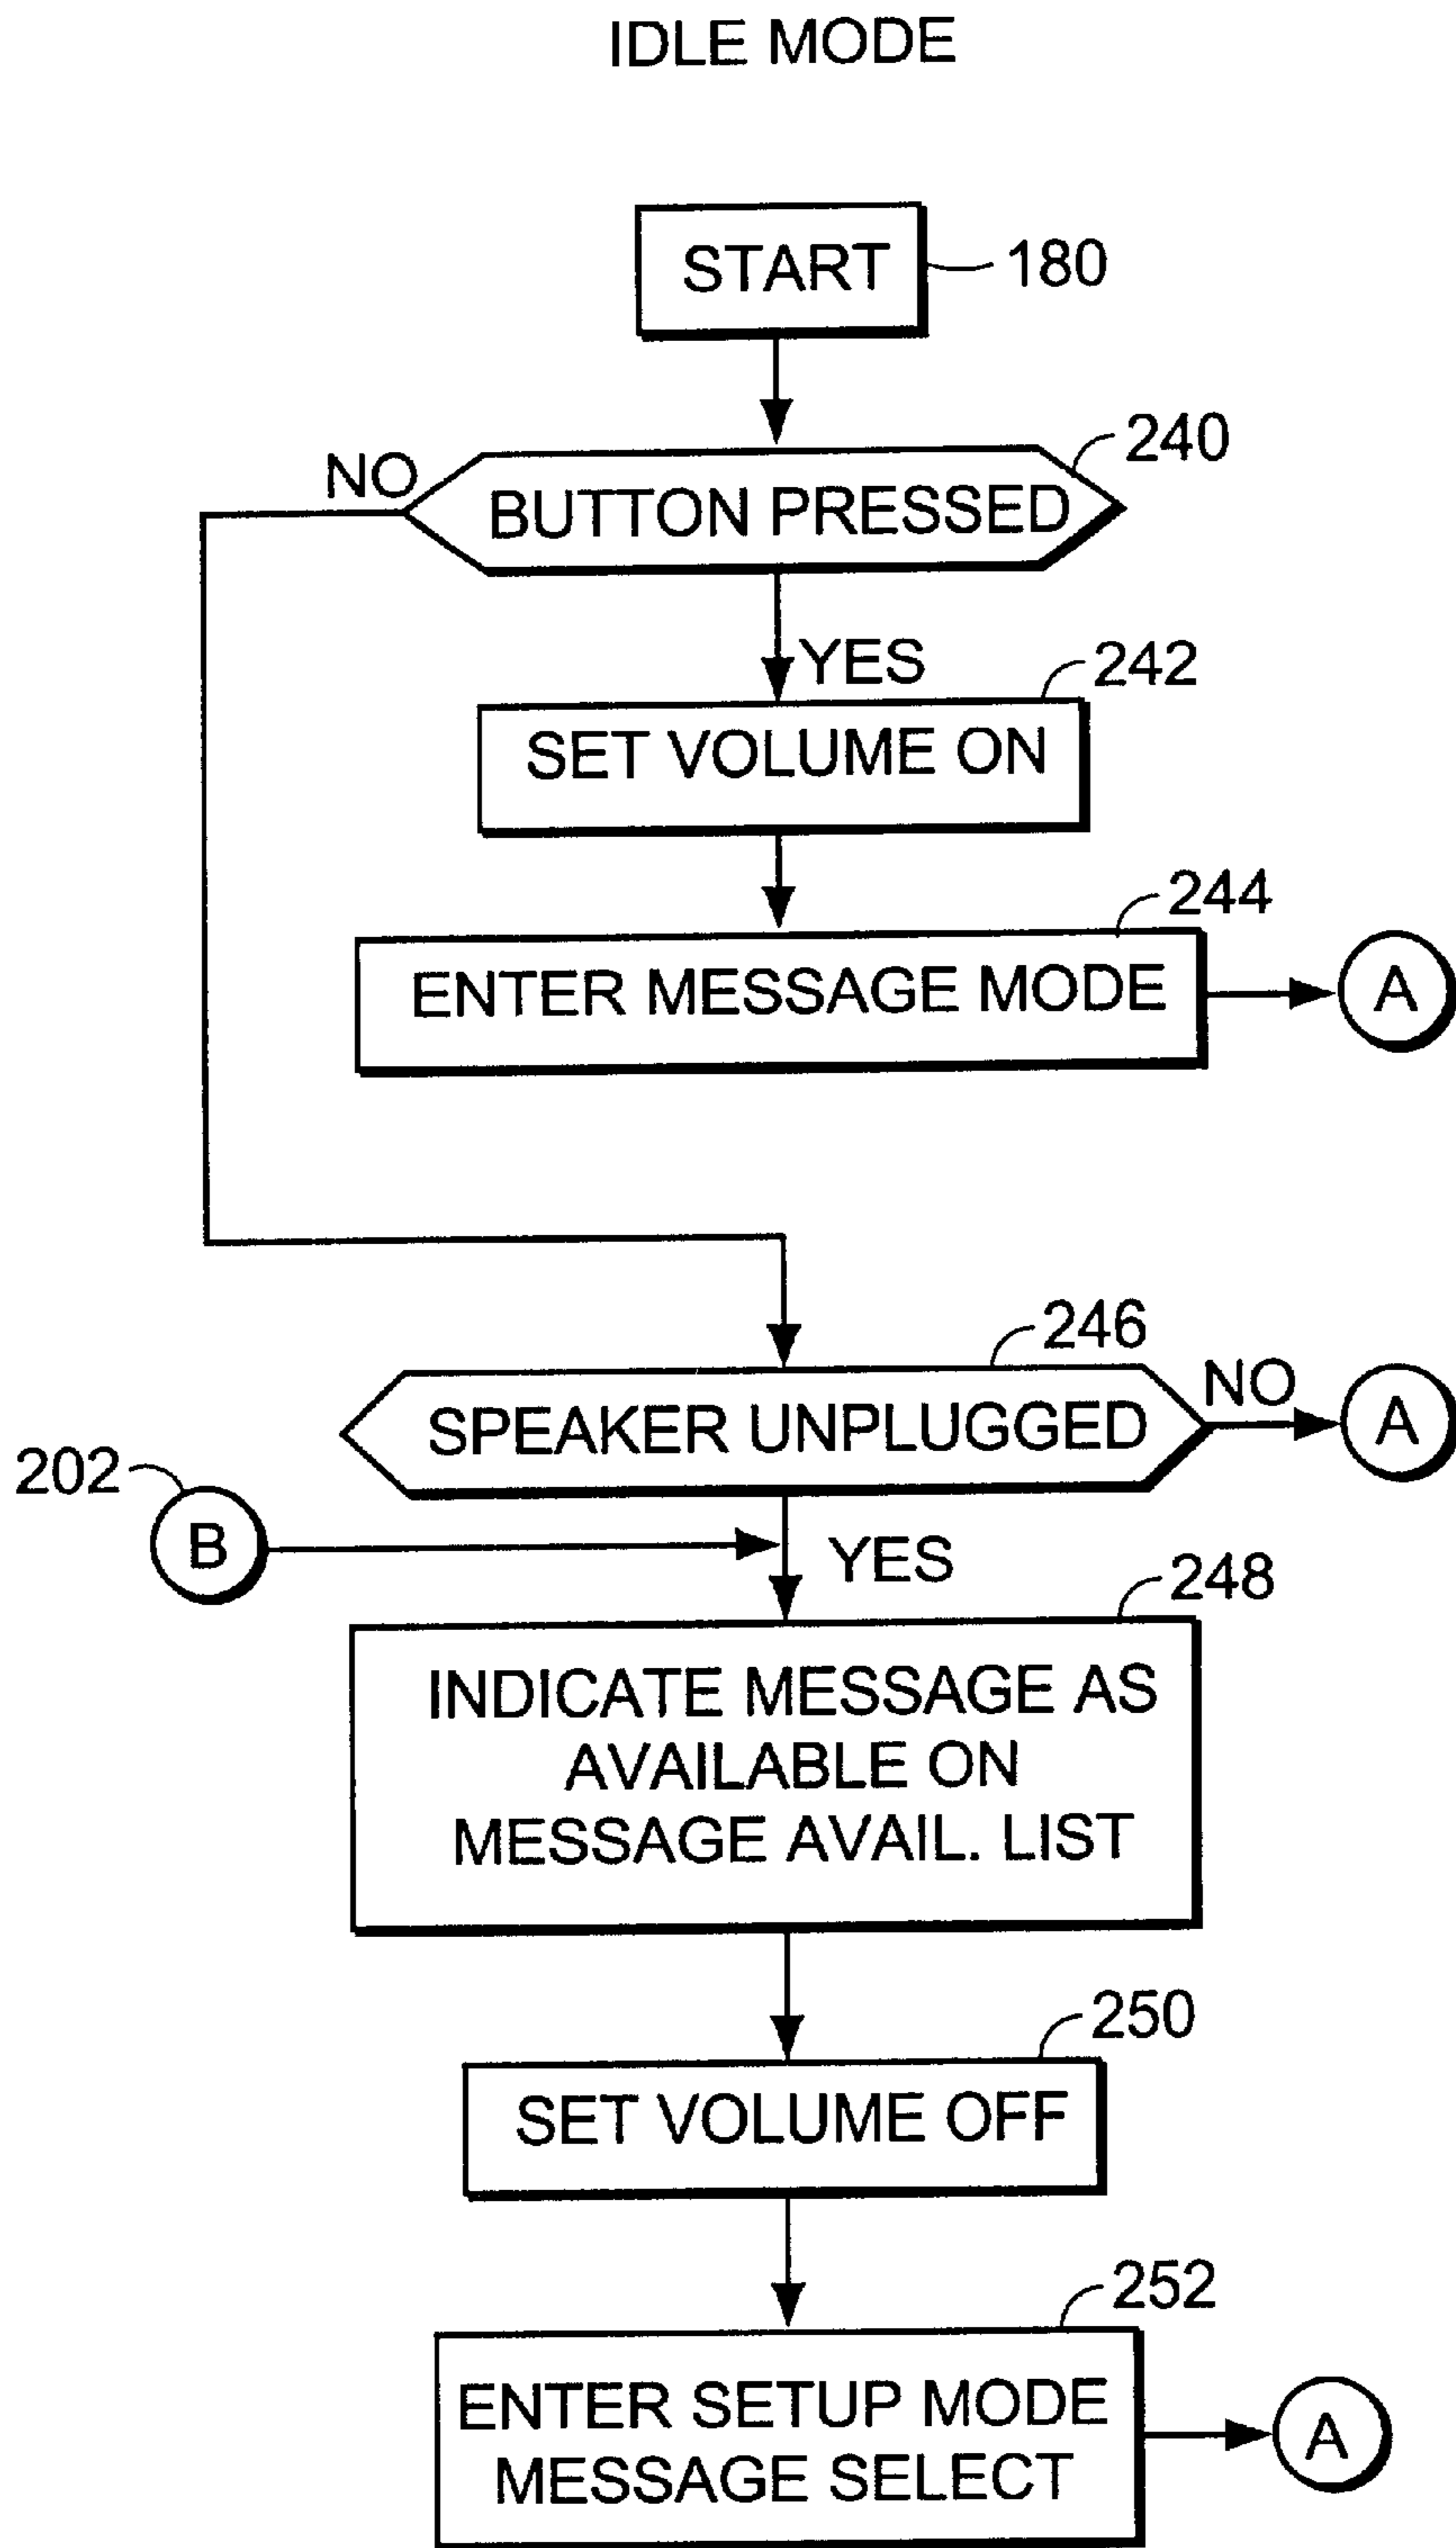 IDLE MODE
START
180
240
NO
BUTTON PRESSED
YES
242
SET VOLUME ON
244
ENTER MESSAGE MODE
A
246
NO
SPEAKER UNPLUGGED
A
202
B
YES
248
INDICATE MESSAGE AS
AVAILABLE ON
MESSAGE AVAIL. LIST
250
SET VOLUME OFF
252
ENTER SETUP MODE
MESSAGE SELECT
A